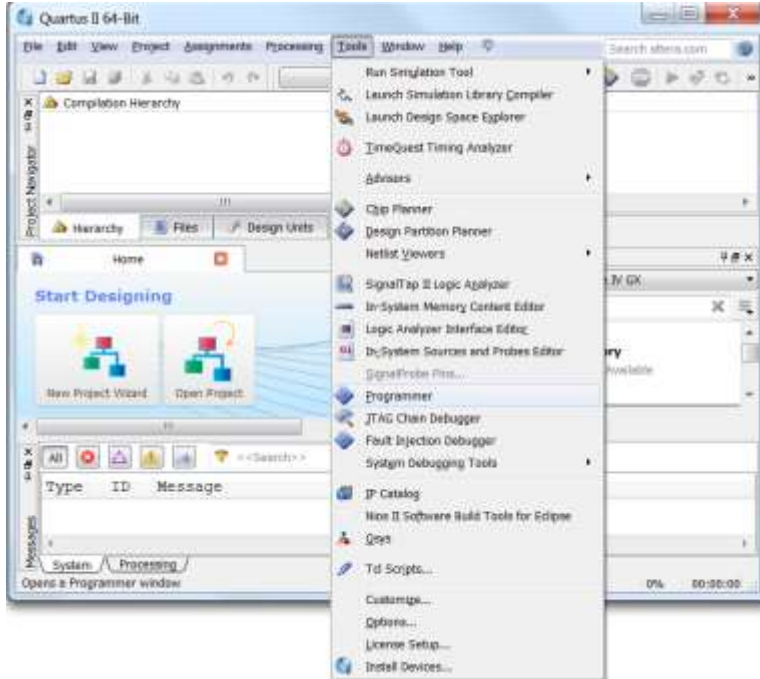 Quartus II 64-Bit
File Edit View Project Assignments Processing Tools Window Help
Search altera.com
Compilation Hierarchy
Project Navigator
Hierarchy Files Design Units
Home
Start Designing
New Project Wizard Open Project
All
<<Search>>
Type ID Message
Messages
System Processing
Opens a Programmer window
Run Simulation Tool
Launch Simulation Library Compiler
Launch Design Space Explorer
TimeQuest Timing Analyzer
Advisors
Chip Planner
Design Partition Planner
Netlist Viewers
SignalTap II Logic Analyzer
In-System Memory Content Editor
Logic Analyzer Interface Editor
In-System Sources and Probes Editor
SignalProbe Pins...
Programmer
JTAG Chain Debugger
Fault Injection Debugger
System Debugging Tools
IP Catalog
Nios II Software Build Tools for Eclipse
Qsys
Tcl Scripts...
Customize...
Options...
License Setup...
Install Devices...
IV GX
ory
Available
0% 00:00:00